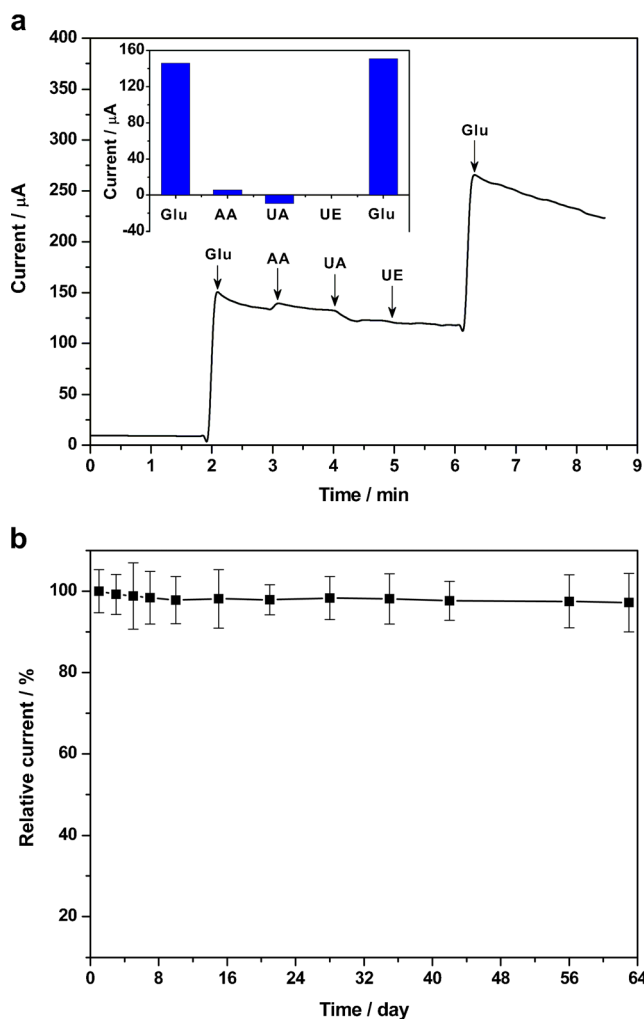 a
400
350
300
250
200
150
100
50
0
Current / μA
160
120
80
40
0
-40
Current / μA
Glu AA UA UE Glu
Glu
Glu AA UA UE
0 1 2 3 4 5 6 7 8 9
Time / min
b
100
80
60
40
20
Relative current / %
0 8 16 24 32 40 48 56 64
Time / day